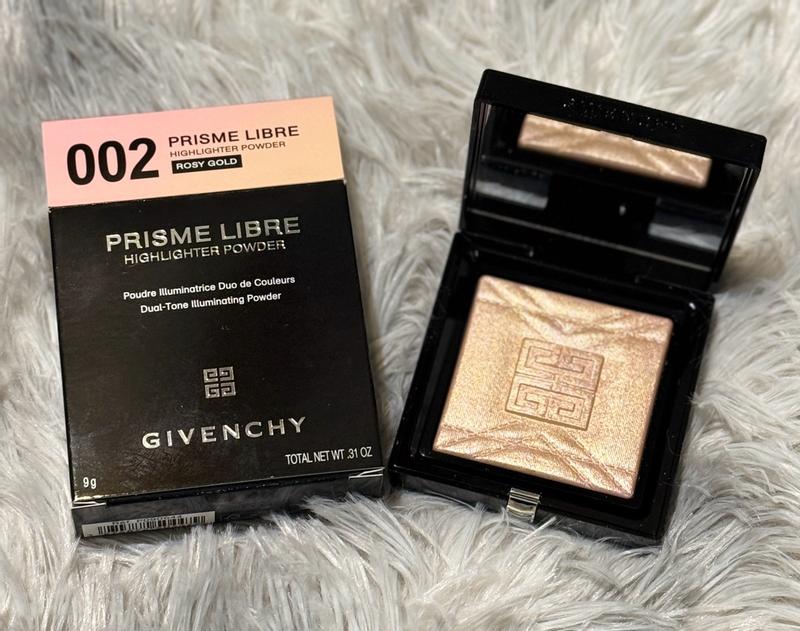 002
PRISME LIBRE
HIGHLIGHTER POWDER
ROSY GOLD
PRISME LIBRE
HIGHLIGHTER POWDER
Poudre Illuminatrice Duo de Couleurs
Dual-Tone Illuminating Powder
GIVENCHY
TOTAL NET WT .31 OZ
9g